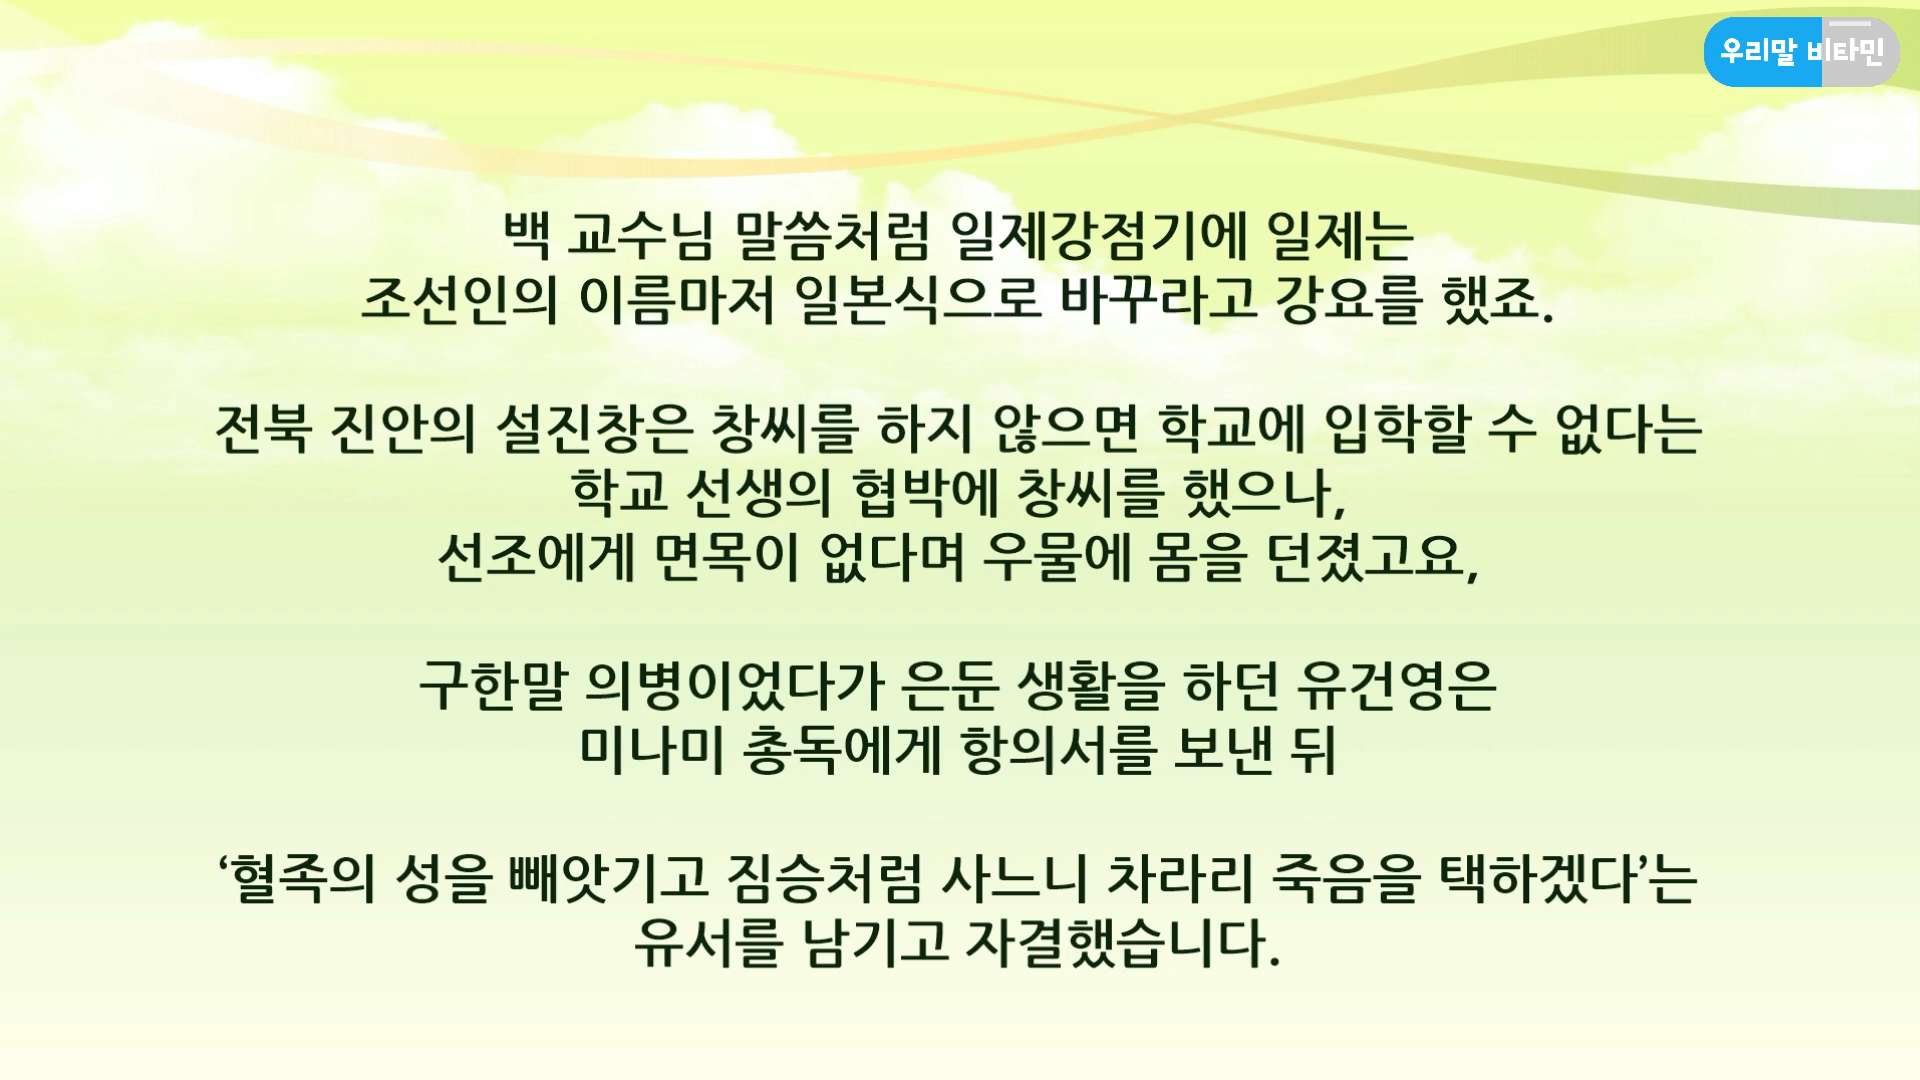 우리말 비타민
백 교수님 말씀처럼 일제강점기에 일제는
조선인의 이름마저 일본식으로 바꾸라고 강요를 했죠.
전북 진안의 설진창은 창씨를 하지 않으면 학교에 입학할 수 없다는
학교 선생의 협박에 창씨를 했으나,
선조에게 면목이 없다며 우물에 몸을 던졌고요,
구한말 의병이었다가 은둔 생활을 하던 유건영은
미나미 총독에게 항의서를 보낸 뒤
‘혈족의 성을 빼앗기고 짐승처럼 사느니 차라리 죽음을 택하겠다’는
유서를 남기고 자결했습니다.